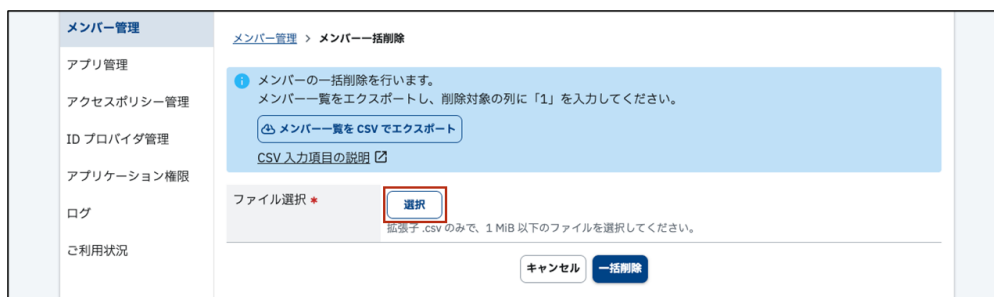 メンバー管理
アプリ管理
アクセスポリシー管理
ID プロバイダ管理
アプリケーション権限
ログ
ご利用状況
メンバー管理 > メンバー一括削除
メンバーの一括削除を行います。
メンバー一覧をエクスポートし、削除対象の列に「1」を入力してください。
メンバー一覧を CSV でエクスポート
CSV 入力項目の説明
ファイル選択 *
選択
拡張子 .csv のみで、1 MiB 以下のファイルを選択してください。
キャンセル 一括削除